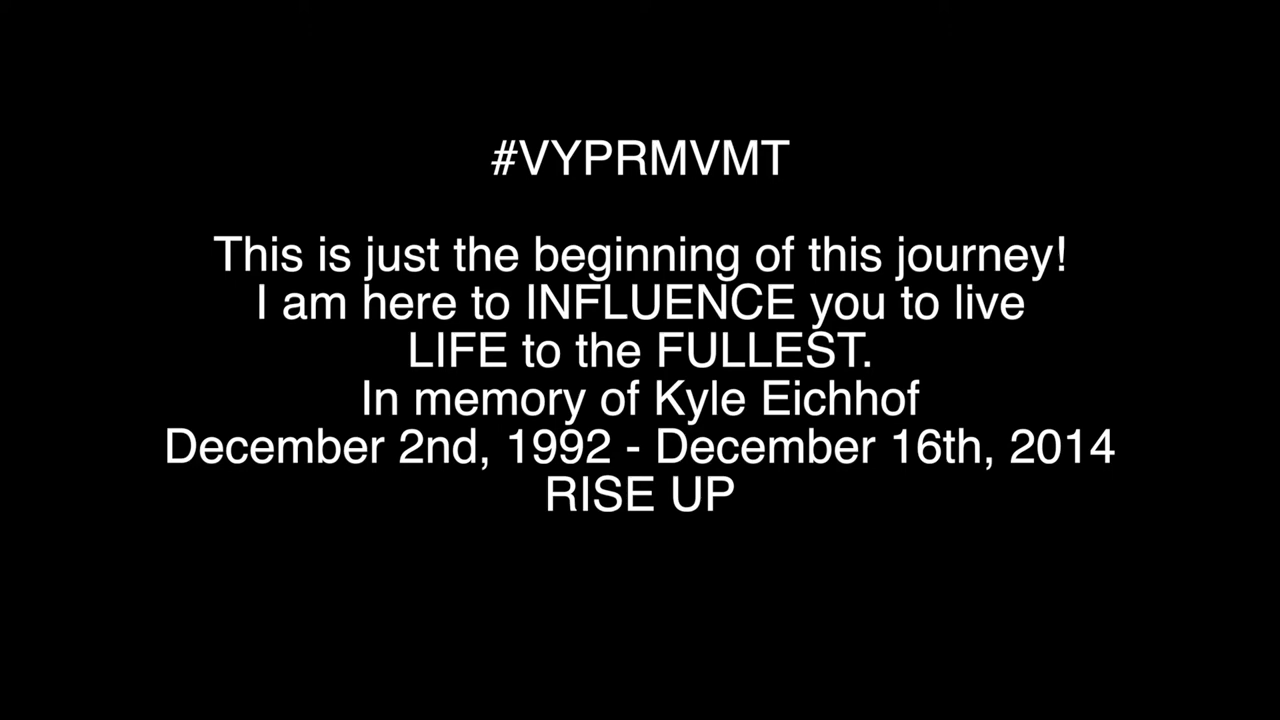 #VYPRMVMT
This is just the beginning of this journey!
I am here to INFLUENCE you to live
LIFE to the FULLEST.
In memory of Kyle Eichhof
December 2nd, 1992 - December 16th, 2014
RISE UP